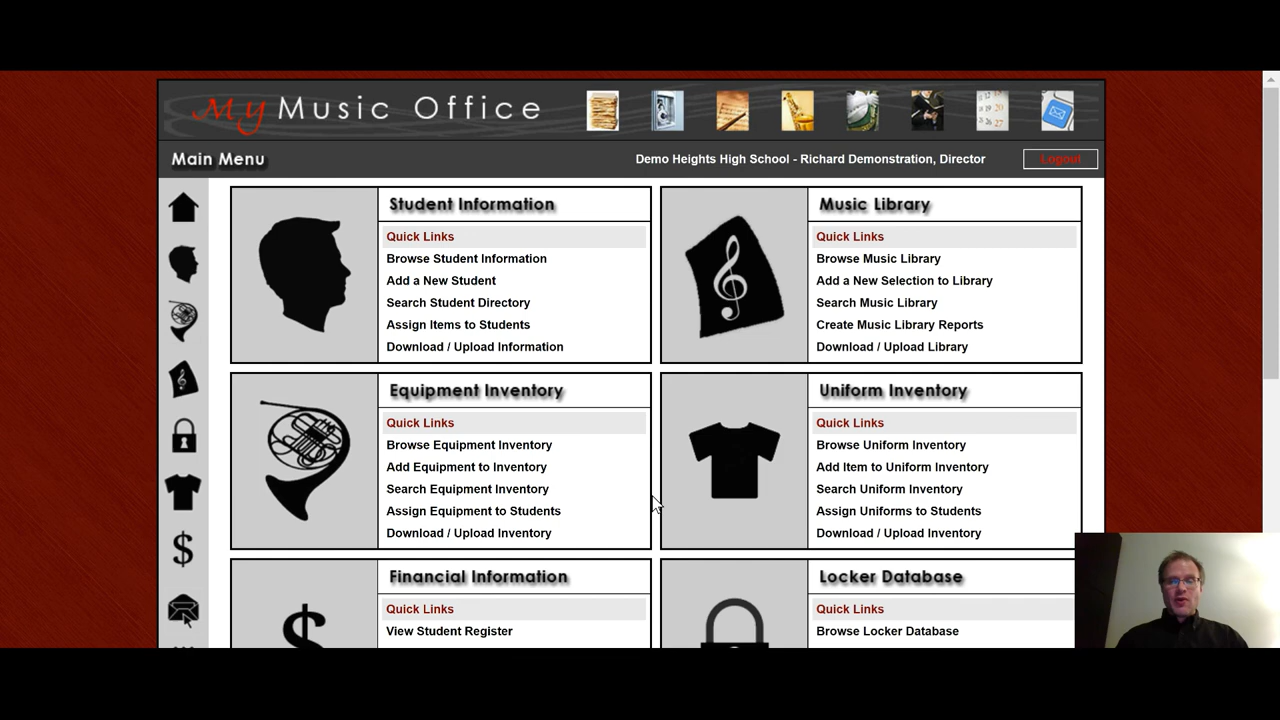 My Music Office
Main Menu
Demo Heights High School - Richard Demonstration, Director
Logout
Student Information
Quick Links
Browse Student Information
Add a New Student
Search Student Directory
Assign Items to Students
Download / Upload Information
Music Library
Quick Links
Browse Music Library
Add a New Selection to Library
Search Music Library
Create Music Library Reports
Download / Upload Library
Equipment Inventory
Quick Links
Browse Equipment Inventory
Add Equipment to Inventory
Search Equipment Inventory
Assign Equipment to Students
Download / Upload Inventory
Uniform Inventory
Quick Links
Browse Uniform Inventory
Add Item to Uniform Inventory
Search Uniform Inventory
Assign Uniforms to Students
Download / Upload Inventory
Financial Information
Quick Links
View Student Register
Locker Database
Quick Links
Browse Locker Database